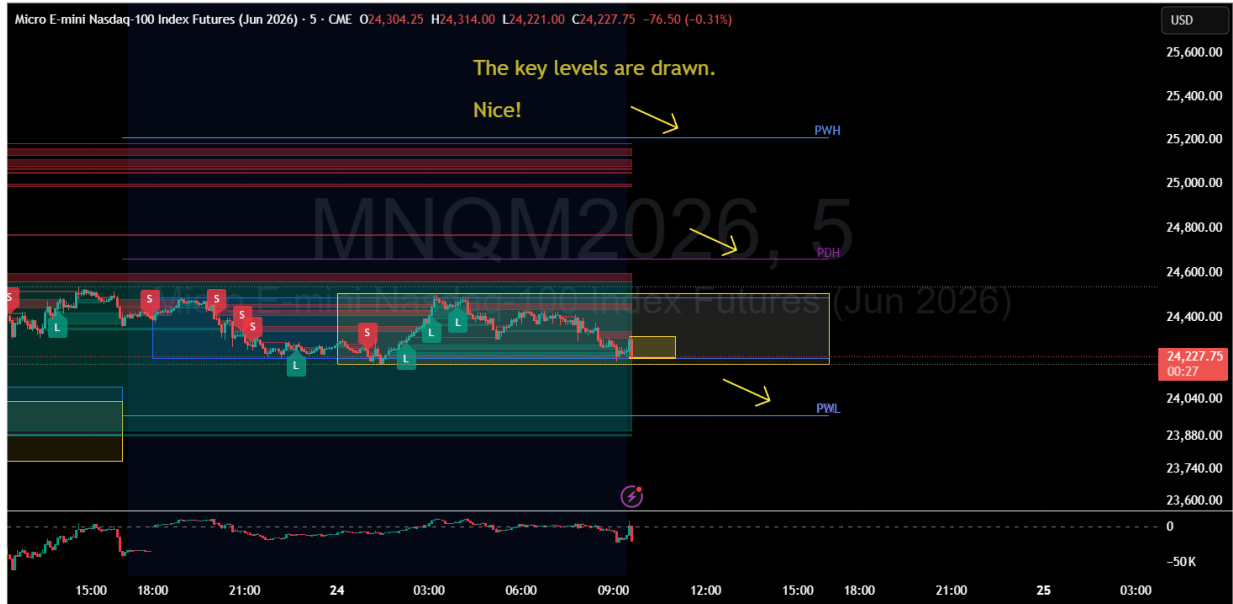 Micro E-mini Nasdaq-100 Index Futures (Jun 2026) · 5 · CME O24,304.25 H24,314.00 L24,221.00 C24,227.75 −76.50 (−0.31%)
USD
The key levels are drawn.
Nice!
25,600.00
25,400.00
PWH
25,200.00
25,000.00
MNQM2026, 5
24,800.00
PDH
24,600.00
Micro E-mini Nasdaq-100 Index Futures (Jun 2026)
S
S
S
S
S
S
L
L
L
L
L
24,400.00
24,227.75
00:27
PWL
24,040.00
23,880.00
23,740.00
23,600.00
0
−50K
15:00 18:00 21:00 24 03:00 06:00 09:00 12:00 15:00 18:00 21:00 25 03:00